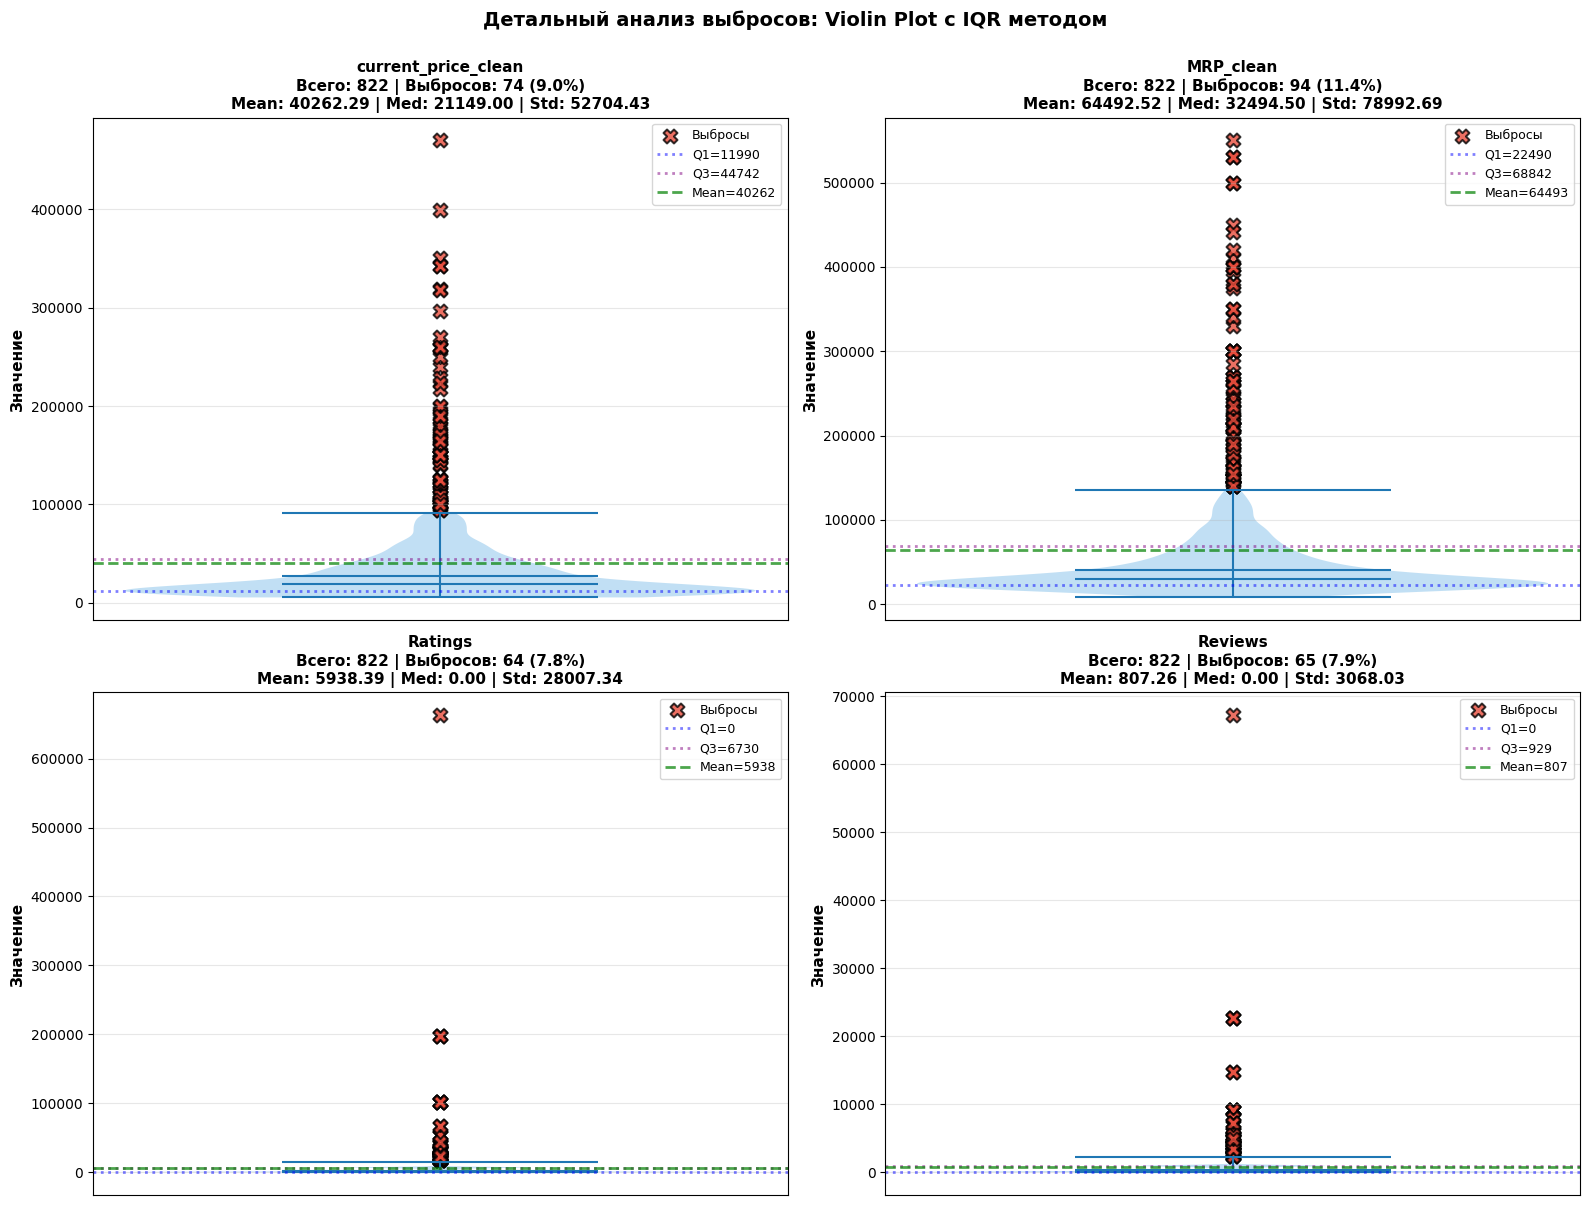 Детальный анализ выбросов: Violin Plot с IQR методом
current_price_clean
Всего: 822 | Выбросов: 74 (9.0%)
Mean: 40262.29 | Med: 21149.00 | Std: 52704.43
Значение
400000
300000
200000
100000
0
Выбросы
Q1=11990
Q3=44742
Mean=40262
MRP_clean
Всего: 822 | Выбросов: 94 (11.4%)
Mean: 64492.52 | Med: 32494.50 | Std: 78992.69
Значение
500000
400000
300000
200000
100000
0
Выбросы
Q1=22490
Q3=68842
Mean=64493
Ratings
Всего: 822 | Выбросов: 64 (7.8%)
Mean: 5938.39 | Med: 0.00 | Std: 28007.34
Значение
600000
500000
400000
300000
200000
100000
0
Выбросы
Q1=0
Q3=6730
Mean=5938
Reviews
Всего: 822 | Выбросов: 65 (7.9%)
Mean: 807.26 | Med: 0.00 | Std: 3068.03
Значение
70000
60000
50000
40000
30000
20000
10000
0
Выбросы
Q1=0
Q3=929
Mean=807